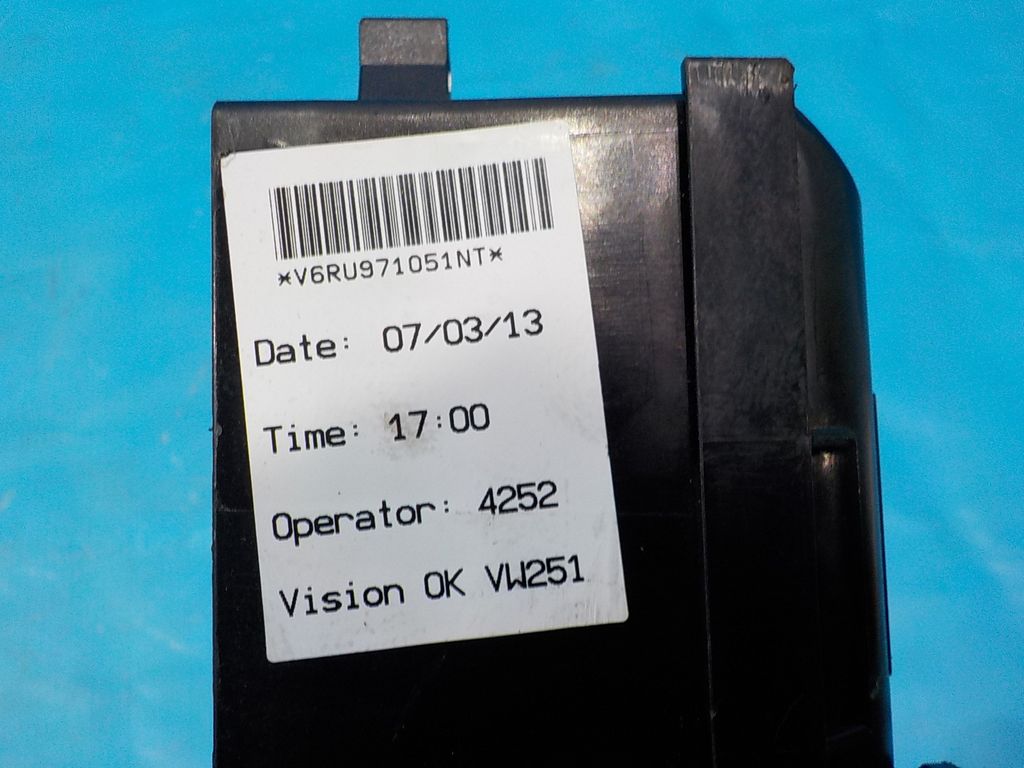 *V6RU971051NT*
Date: 07/03/13
Time: 17:00
Operator: 4252
Vision OK VW251